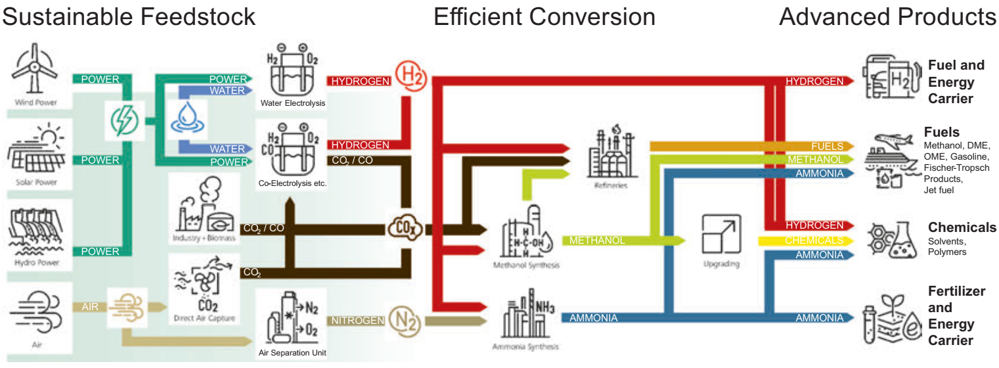 Sustainable Feedstock
Efficient Conversion
Advanced Products
Wind Power
POWER
Solar Power
POWER
Hydro Power
POWER
Air
AIR
POWER
WATER
WATER
POWER
H2 O2
Water Electrolysis
H2 O2
CO
Co-Electrolysis etc.
Industry + Biomass
CO2
Direct Air Capture
N2
O2
Air Separation Unit
HYDROGEN
HYDROGEN
CO2 / CO
CO2 / CO
CO2
NITROGEN
H2
COX
N2
Refineries
H
H-C-OH
H
Methanol Synthesis
NH3
Ammonia Synthesis
METHANOL
AMMONIA
Upgrading
HYDROGEN
FUELS
METHANOL
AMMONIA
HYDROGEN
CHEMICALS
AMMONIA
AMMONIA
H2
Fuel and
Energy
Carrier
Fuels
Methanol, DME,
OME, Gasoline,
Fischer-Tropsch
Products,
Jet fuel
Chemicals
Solvents,
Polymers
e
Fertilizer
and
Energy
Carrier